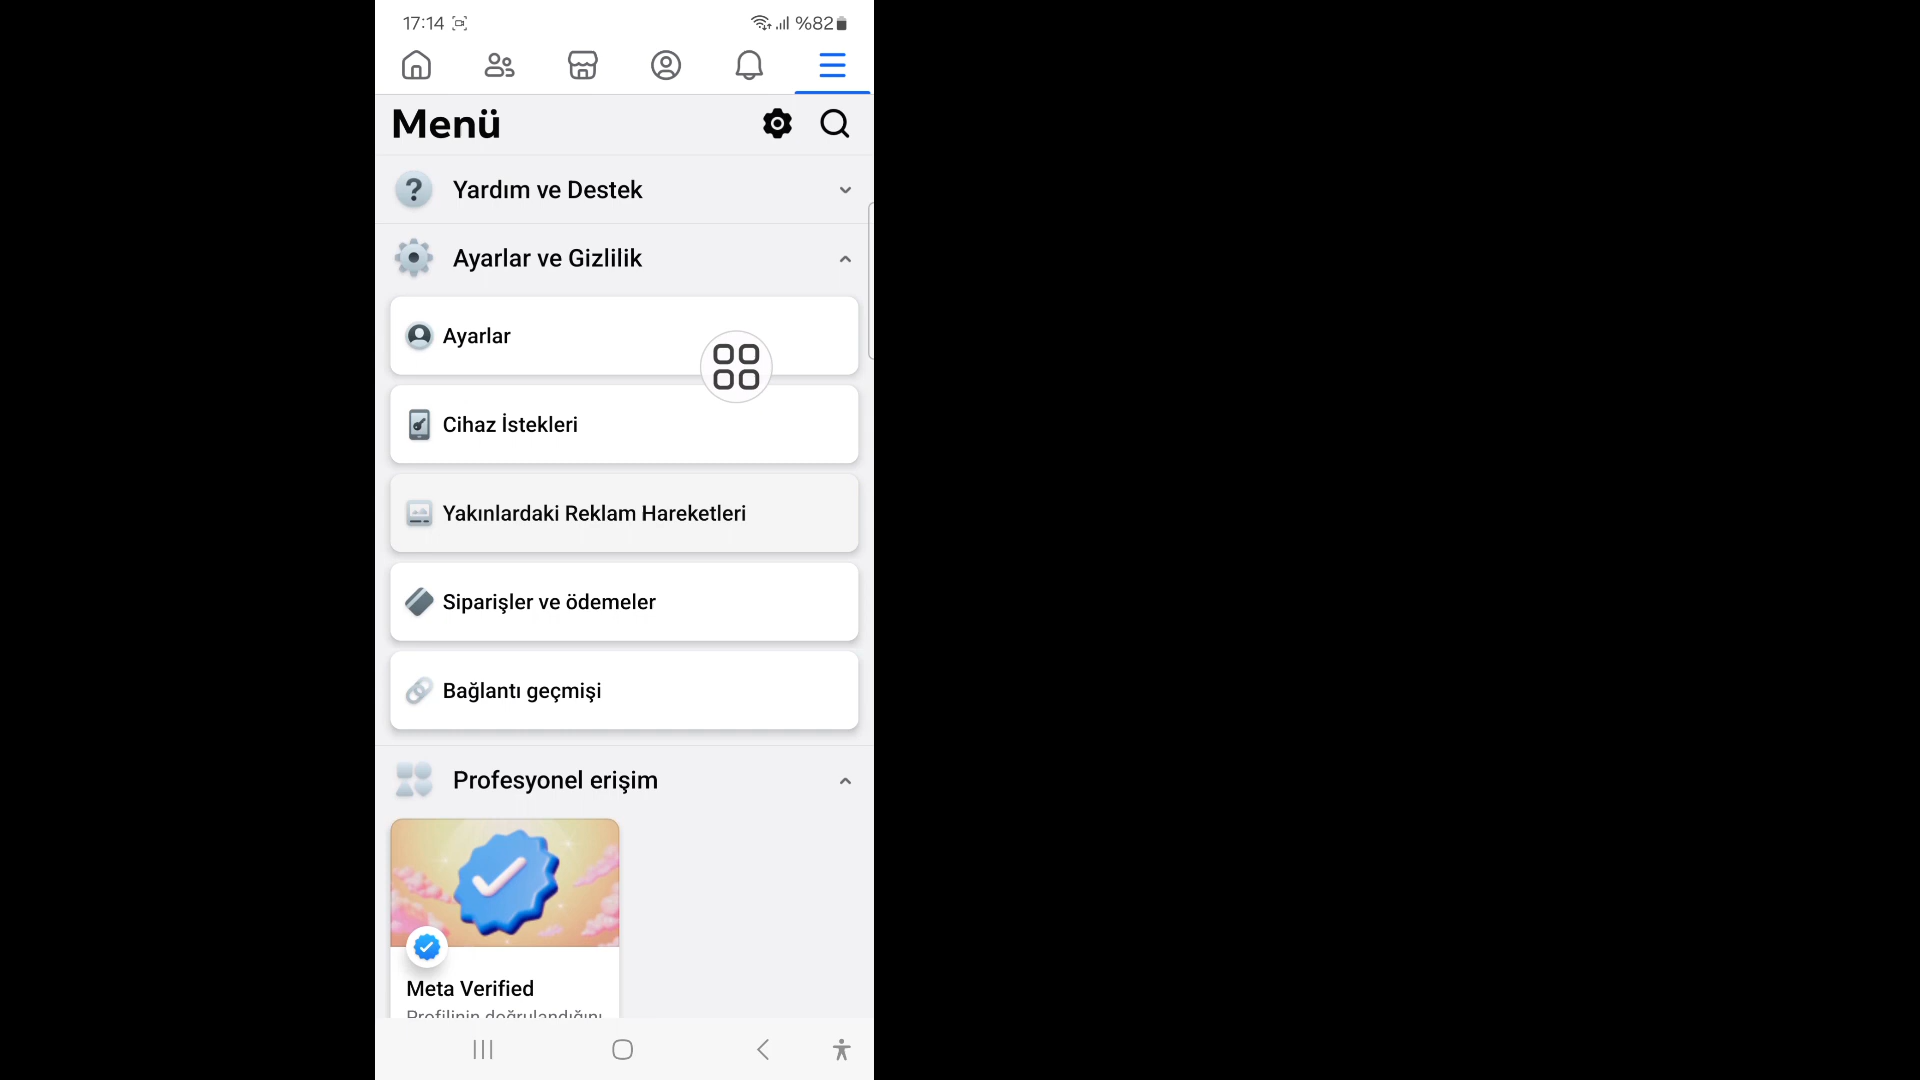 17:14 %82
Menü
Yardım ve Destek
Ayarlar ve Gizlilik
Ayarlar
Cihaz İstekleri
Yakınlardaki Reklam Hareketleri
Siparişler ve ödemeler
Bağlantı geçmişi
Profesyonel erişim
Meta Verified
Profilinin doğrulandığını